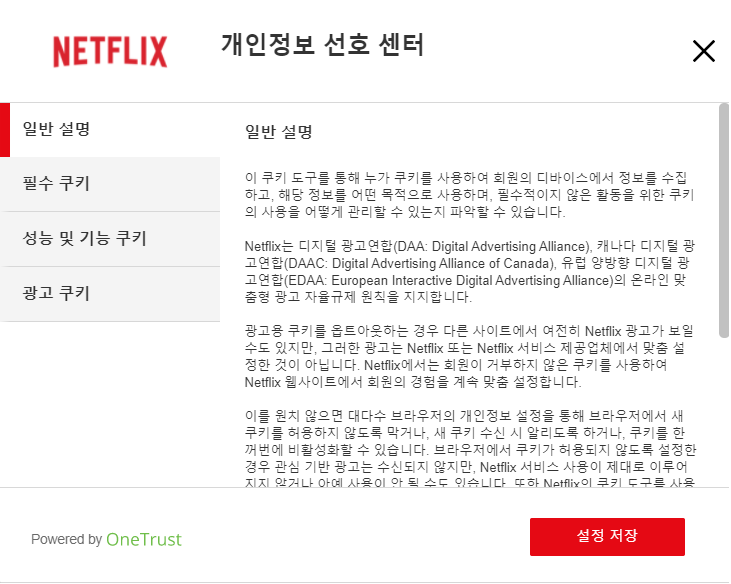 NETFLIX
개인정보 선호 센터
일반 설명
필수 쿠키
성능 및 기능 쿠키
광고 쿠키
일반 설명
이 쿠키 도구를 통해 누가 쿠키를 사용하여 회원의 디바이스에서 정보를 수집
하고, 해당 정보를 어떤 목적으로 사용하며, 필수적이지 않은 활동을 위한 쿠키
의 사용을 어떻게 관리할 수 있는지 파악할 수 있습니다.
Netflix는 디지털 광고연합(DAA: Digital Advertising Alliance), 캐나다 디지털 광
고연합(DAAC: Digital Advertising Alliance of Canada), 유럽 양방향 디지털 광
고연합(EDAA: European Interactive Digital Advertising Alliance)의 온라인 맞
춤형 광고 자율규제 원칙을 지지합니다.
광고용 쿠키를 옵트아웃하는 경우 다른 사이트에서 여전히 Netflix 광고가 보일
수도 있지만, 그러한 광고는 Netflix 또는 Netflix 서비스 제공업체에서 맞춤 설
정한 것이 아닙니다. Netflix에서는 회원이 거부하지 않은 쿠키를 사용하여
Netflix 웹사이트에서 회원의 경험을 계속 맞춤 설정합니다.
이를 원치 않으면 대다수 브라우저의 개인정보 설정을 통해 브라우저에서 새
쿠키를 허용하지 않도록 막거나, 새 쿠키 수신 시 알리도록 하거나, 쿠키를 한
꺼번에 비활성화할 수 있습니다. 브라우저에서 쿠키가 허용되지 않도록 설정한
경우 관심 기반 광고는 수신되지 않지만, Netflix 서비스 사용이 제대로 이루어
지지 않거나 아예 사용이 안 될 수도 있습니다. 또한 Netflix의 쿠키 도구를 사용
Powered by OneTrust
설정 저장